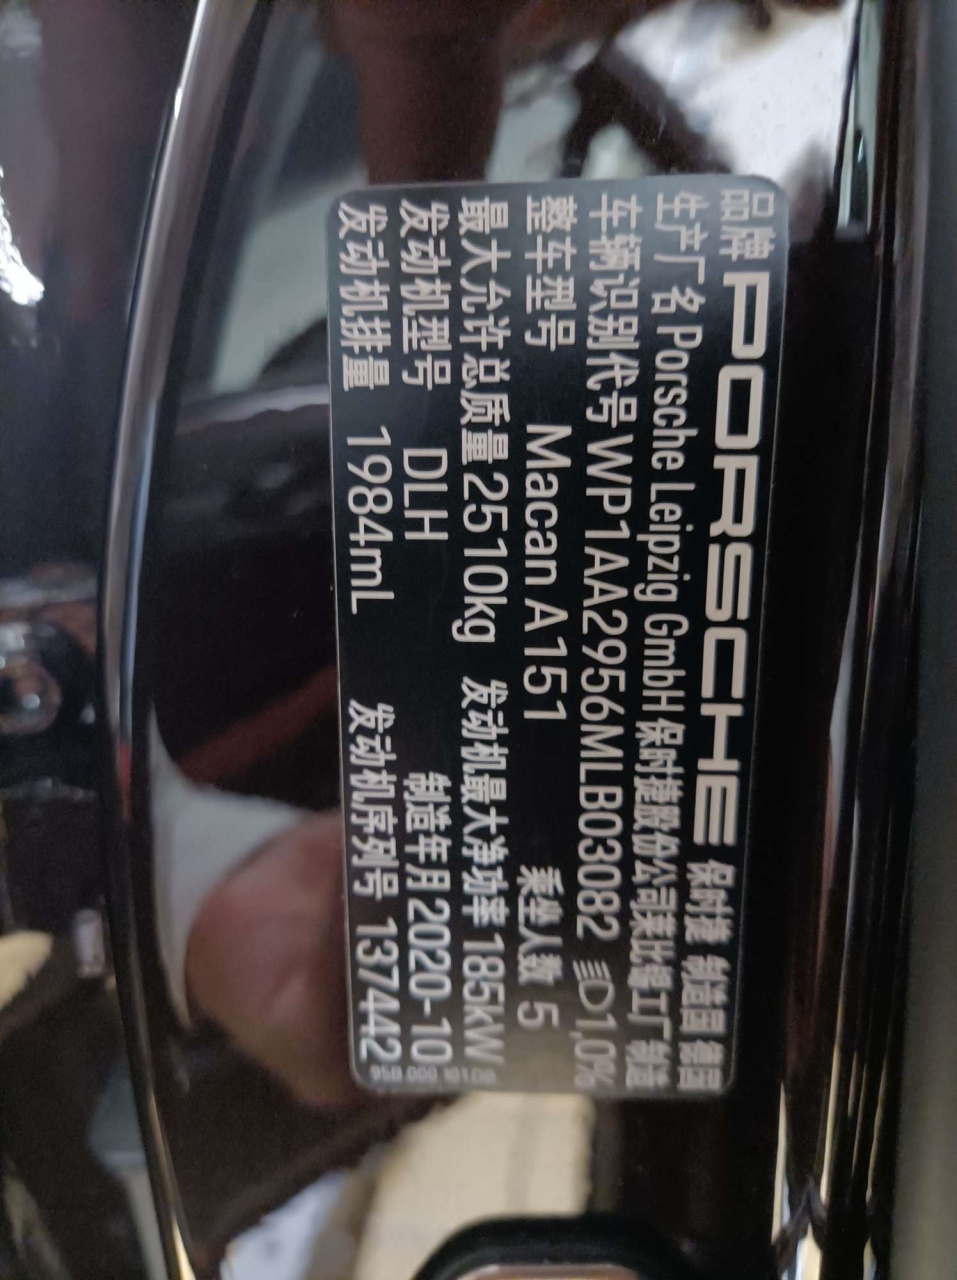 品牌 PORSCHE 保时捷 制造国 德国
生产厂名 Porsche Leipzig GmbH 保时捷股份公司莱比锡工厂制造
车辆识别代号 WP1AA2956MLB03082 1,0%
整车型号 Macan A151 乘坐人数 5
最大允许总质量 2510kg 发动机最大净功率 185kW
发动机型号 DLH 制造年月 2020-10
发动机排量 1984mL 发动机序列号 137442